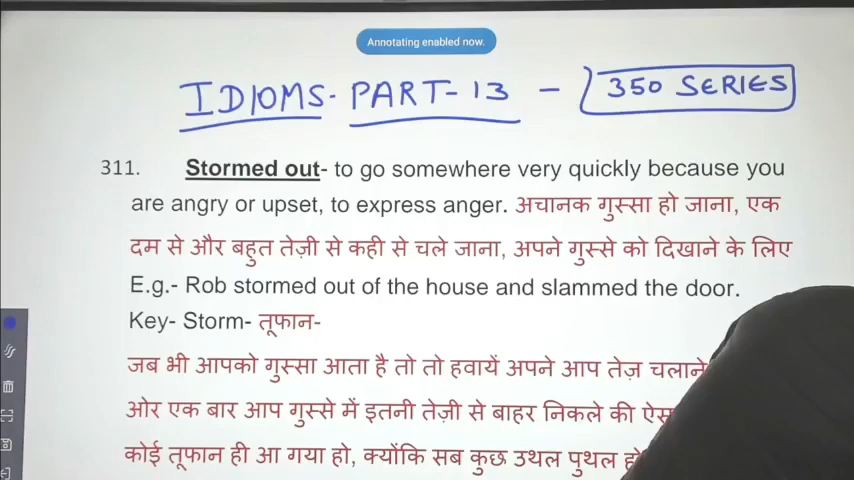 Annotating enabled now.
IDIOMS- PART-13 - 350 SERIES
311. Stormed out- to go somewhere very quickly because you
are angry or upset, to express anger. अचानक गुस्सा हो जाना, एक
दम से और बहुत तेज़ी से कही से चले जाना, अपने गुस्से को दिखाने के लिए
E.g.- Rob stormed out of the house and slammed the door.
Key- Storm- तूफान-
जब भी आपको गुस्सा आता है तो तो हवायें अपने आप तेज़ चलाने
ओर एक बार आप गुस्से में इतनी तेज़ी से बाहर निकले की
कोई तूफान ही आ गया हो, क्योंकि सब कुछ उथल पुथल